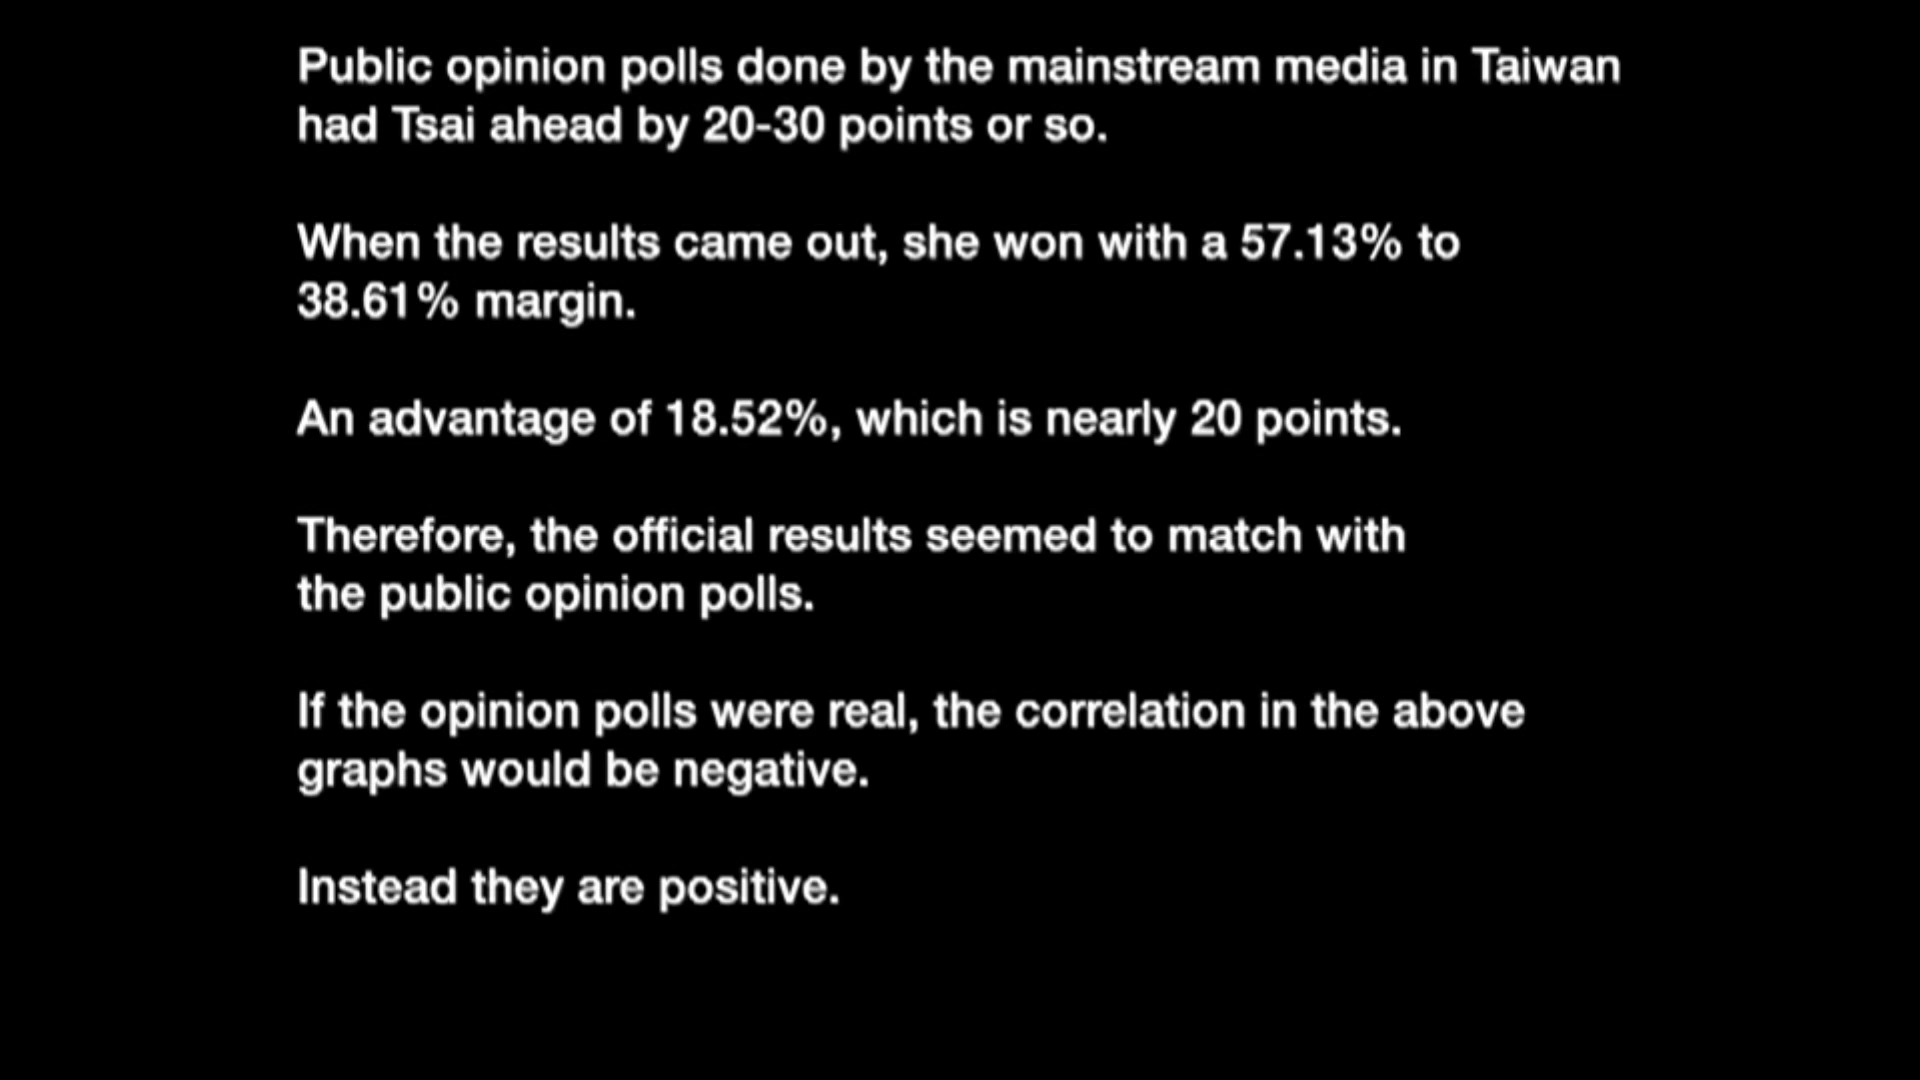 Public opinion polls done by the mainstream media in Taiwan
had Tsai ahead by 20-30 points or so.
When the results came out, she won with a 57.13% to
38.61% margin.
An advantage of 18.52%, which is nearly 20 points.
Therefore, the official results seemed to match with
the public opinion polls.
If the opinion polls were real, the correlation in the above
graphs would be negative.
Instead they are positive.